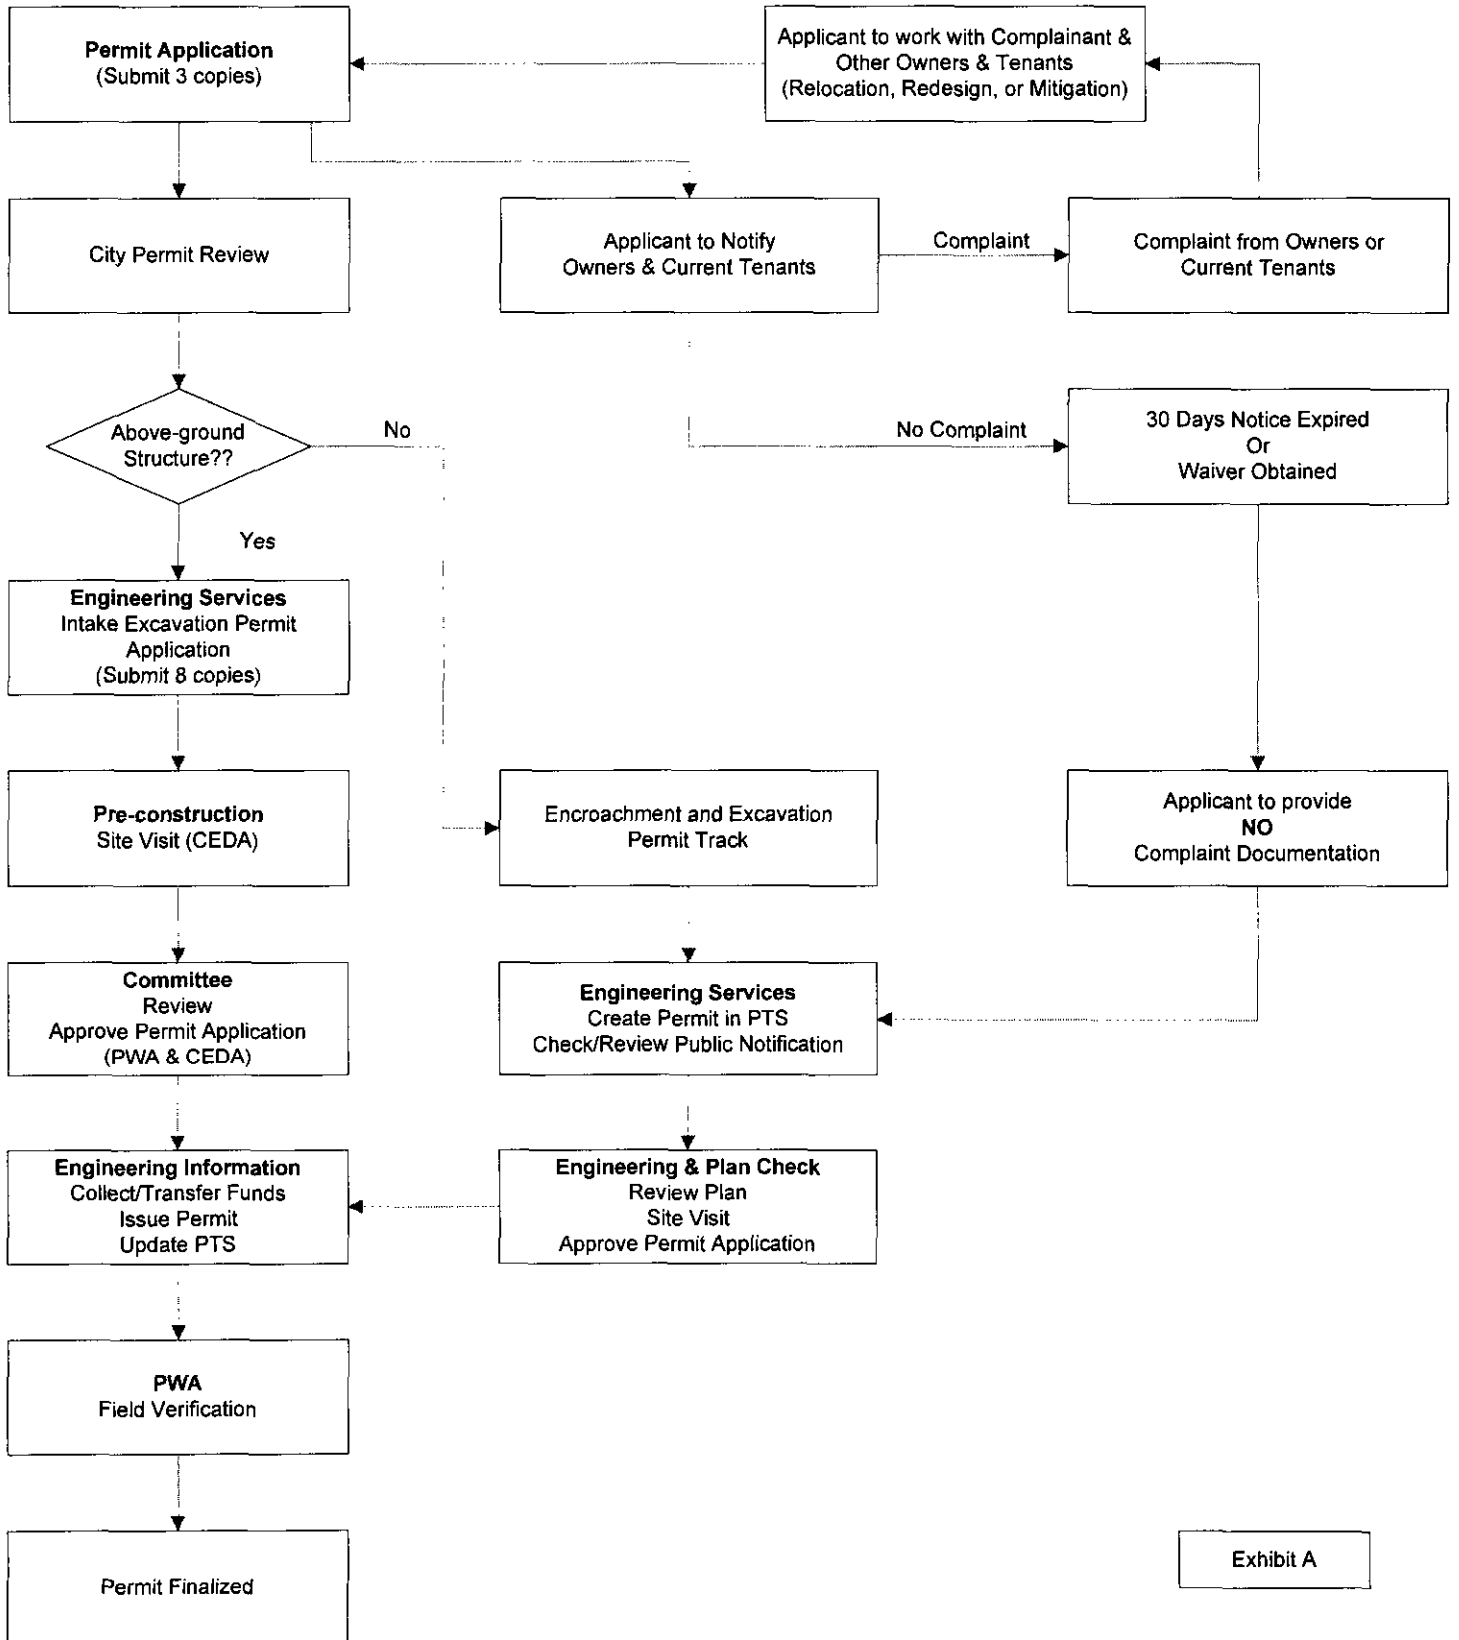 Permit Application
(Submit 3 copies)
Applicant to work with Complainant &
Other Owners & Tenants
(Relocation, Redesign, or Mitigation)
City Permit Review
Applicant to Notify
Owners & Current Tenants
Complaint
Complaint from Owners or
Current Tenants
Above-ground
Structure??
No
No Complaint
30 Days Notice Expired
Or
Waiver Obtained
Yes
Engineering Services
Intake Excavation Permit
Application
(Submit 8 copies)
Pre-construction
Site Visit (CEDA)
Encroachment and Excavation
Permit Track
Applicant to provide
NO
Complaint Documentation
Committee
Review
Approve Permit Application
(PWA & CEDA)
Engineering Services
Create Permit in PTS
Check/Review Public Notification
Engineering Information
Collect/Transfer Funds
Issue Permit
Update PTS
Engineering & Plan Check
Review Plan
Site Visit
Approve Permit Application
PWA
Field Verification
Permit Finalized
Exhibit A